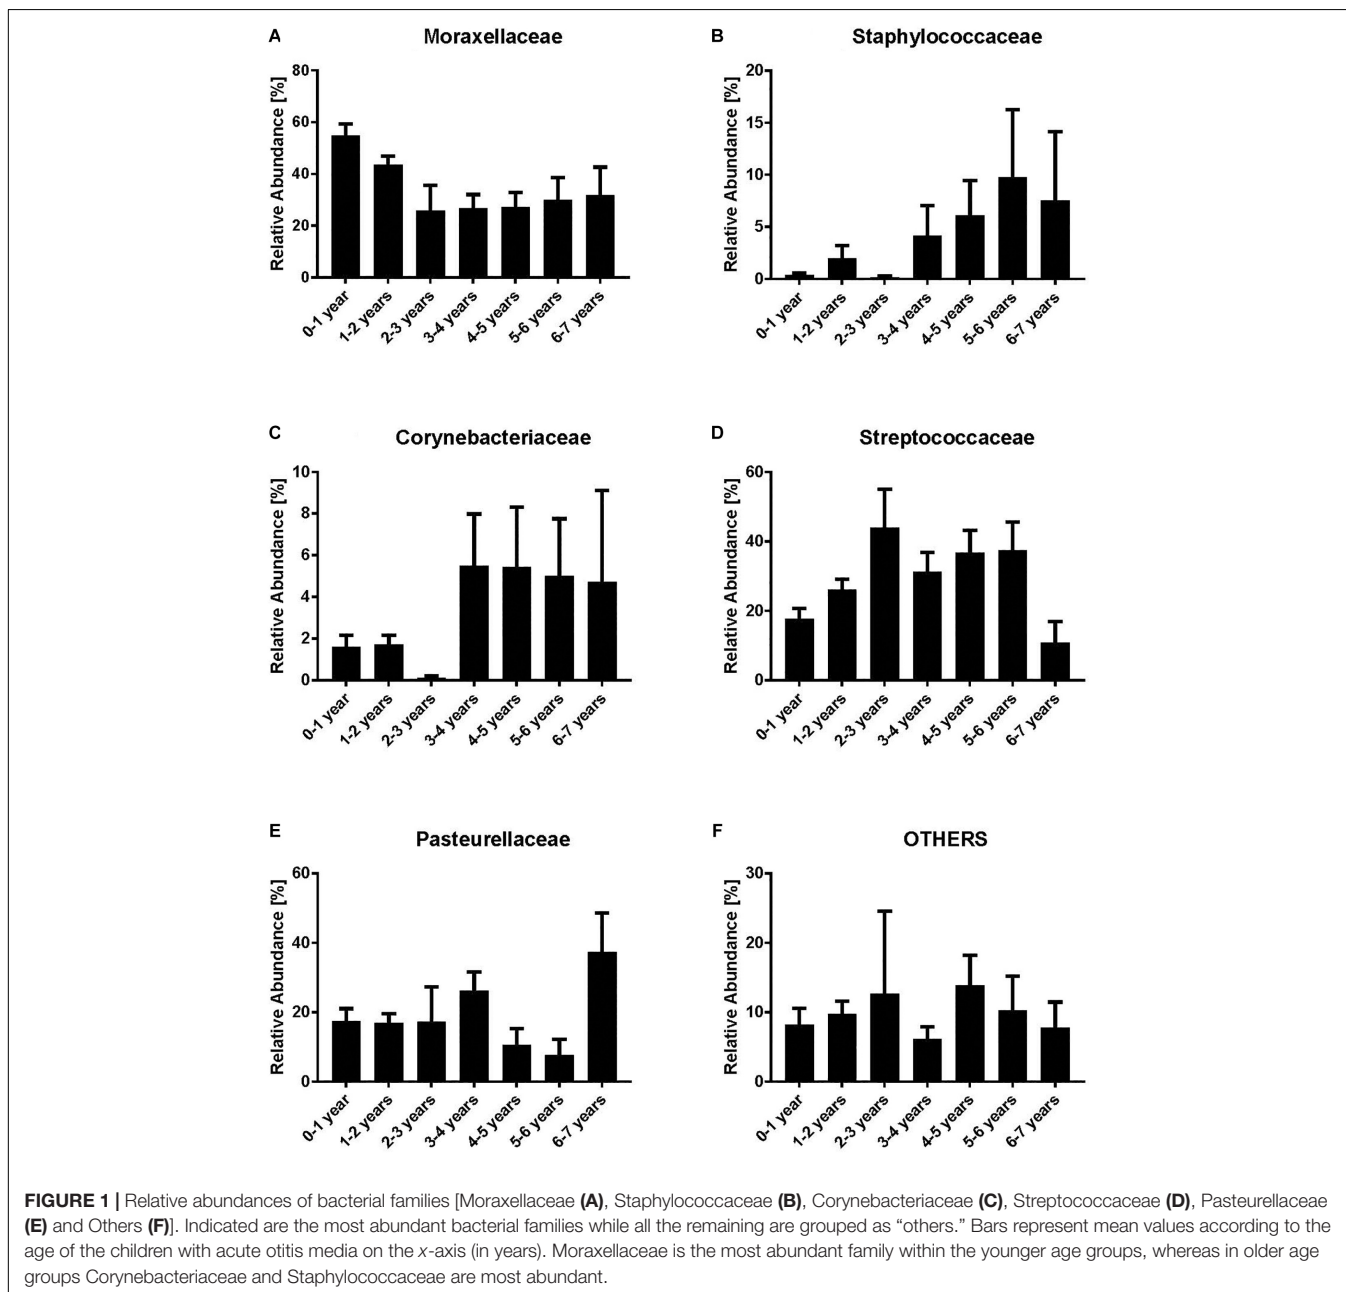 A
Moraxellaceae
Relative Abundance [%]
80
60
40
20
0
0-1 year
1-2 years
2-3 years
3-4 years
4-5 years
5-6 years
6-7 years
B
Staphylococcaceae
Relative Abundance [%]
20
15
10
5
0
0-1 year
1-2 years
2-3 years
3-4 years
4-5 years
5-6 years
6-7 years
C
Corynebacteriaceae
Relative Abundance [%]
10
8
6
4
2
0
0-1 year
1-2 years
2-3 years
3-4 years
4-5 years
5-6 years
6-7 years
D
Streptococcaceae
Relative Abundance [%]
60
40
20
0
0-1 year
1-2 years
2-3 years
3-4 years
4-5 years
5-6 years
6-7 years
E
Pasteurellaceae
Relative Abundance [%]
60
40
20
0
0-1 year
1-2 years
2-3 years
3-4 years
4-5 years
5-6 years
6-7 years
F
OTHERS
Relative Abundance [%]
30
20
10
0
0-1 year
1-2 years
2-3 years
3-4 years
4-5 years
5-6 years
6-7 years
FIGURE 1 | Relative abundances of bacterial families [Moraxellaceae (A), Staphylococcaceae (B), Corynebacteriaceae (C), Streptococcaceae (D), Pasteurellaceae
(E) and Others (F)]. Indicated are the most abundant bacterial families while all the remaining are grouped as “others.” Bars represent mean values according to the
age of the children with acute otitis media on the x-axis (in years). Moraxellaceae is the most abundant family within the younger age groups, whereas in older age
groups Corynebacteriaceae and Staphylococcaceae are most abundant.